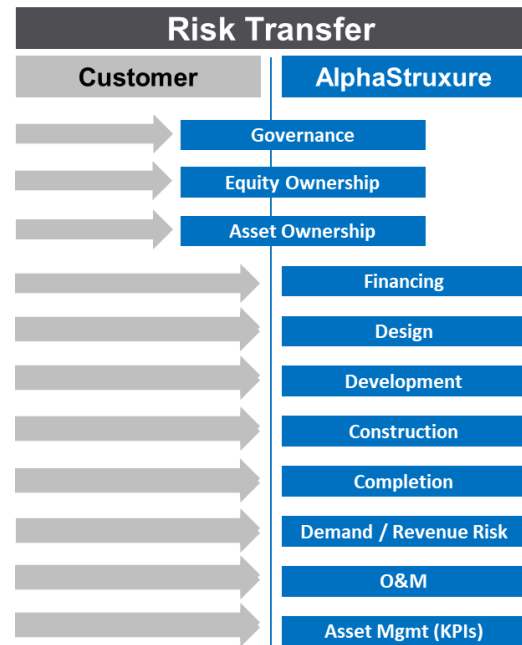 Risk Transfer
Customer
AlphaStruxure
Governance
Equity Ownership
Asset Ownership
Financing
Design
Development
Construction
Completion
Demand / Revenue Risk
O&M
Asset Mgmt (KPIs)